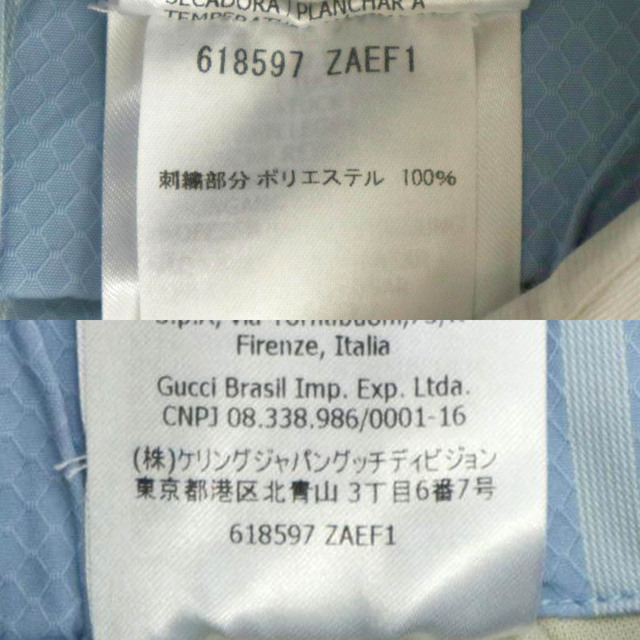 SECADORA | PLANCHAR A
TEMPERAT
618597 ZAEF1
刺繍部分 ポリエステル 100%
Firenze, Italia
Gucci Brasil Imp. Exp. Ltda.
CNPJ 08.338.986/0001-16
(株)ケリングジャパングッチディビジョン
東京都港区北青山 3丁目6番7号
618597 ZAEF1